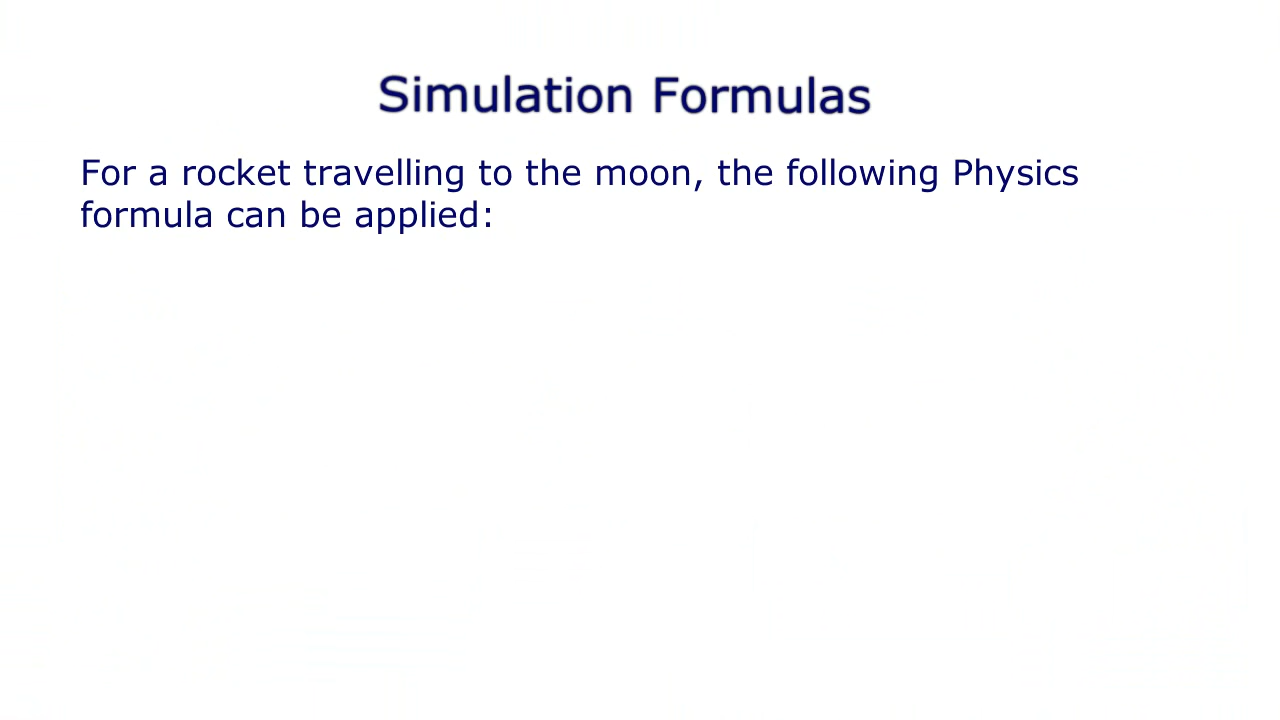 Simulation Formulas
For a rocket travelling to the moon, the following Physics
formula can be applied: